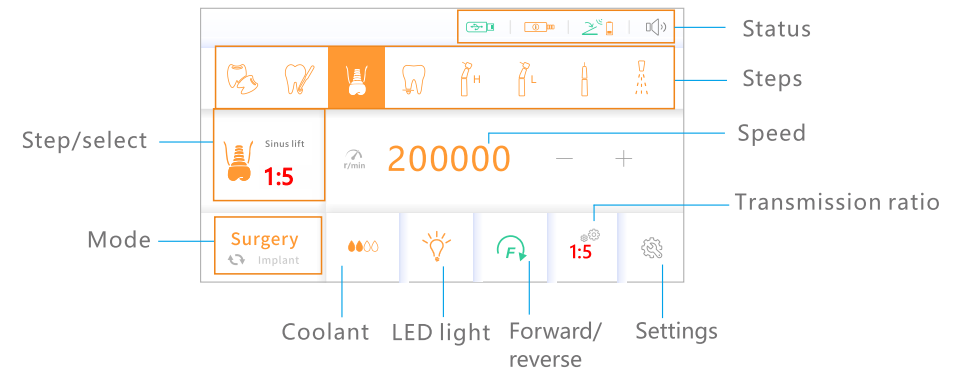 Status
H
L
Steps
Step/select
Sinus lift
1:5
r/min
200000
Speed
Transmission ratio
Mode
Surgery
Implant
F
1:5
Coolant
LED light
Forward/
reverse
Settings